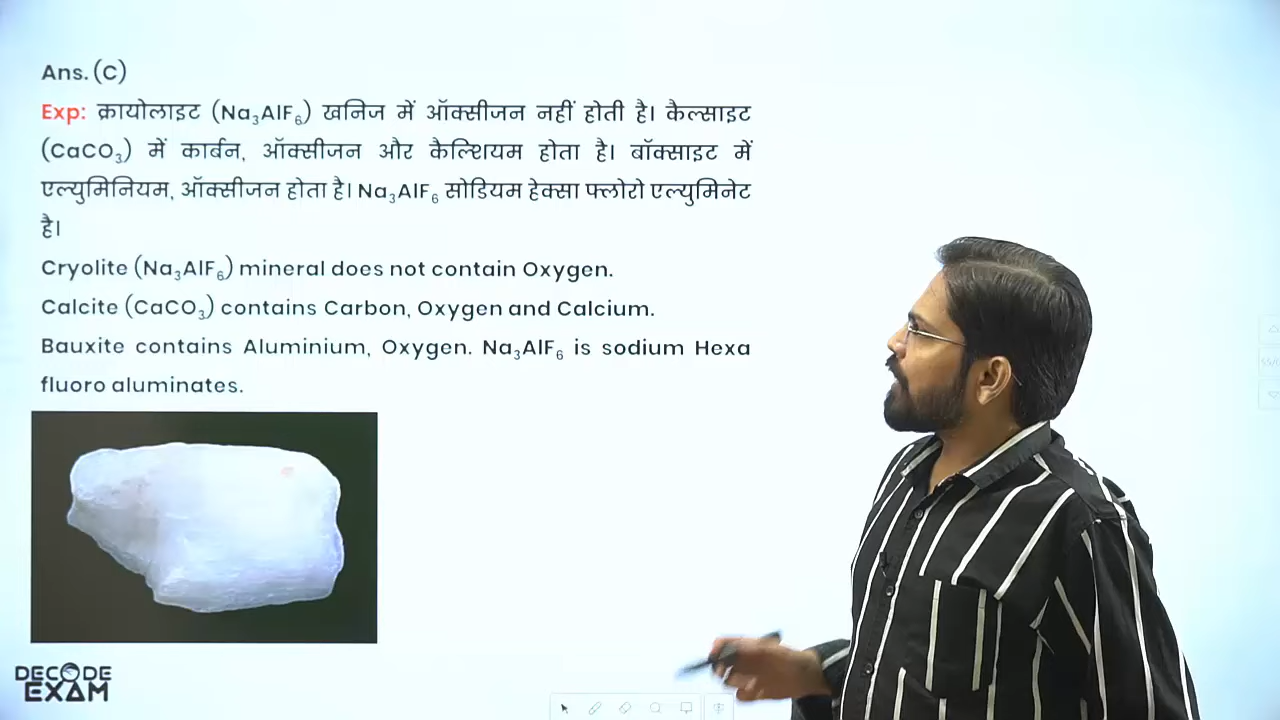 Ans. (C)
Exp: क्रायोलाइट (Na₃AlF₆) खनिज में ऑक्सीजन नहीं होती है। कैल्साइट
(CaCO₃) में कार्बन, ऑक्सीजन और कैल्शियम होता है। बॉक्साइट में
एल्युमिनियम, ऑक्सीजन होता है। Na₃AlF₆ सोडियम हेक्सा फ्लोरो एल्युमिनेट
है।
Cryolite (Na₃AlF₆) mineral does not contain Oxygen.
Calcite (CaCO₃) contains Carbon, Oxygen and Calcium.
Bauxite contains Aluminium, Oxygen. Na₃AlF₆ is sodium Hexa
fluoro aluminates.
DECODE
EXAM